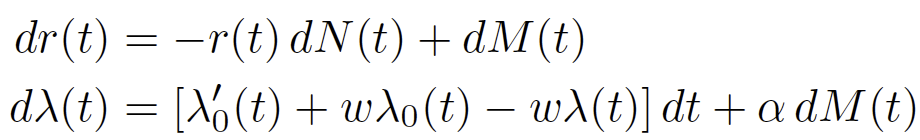 dr(t) = −r(t) dN(t) + dM(t)
dλ(t) = [λ′₀(t) + wλ₀(t) − wλ(t)] dt + α dM(t)